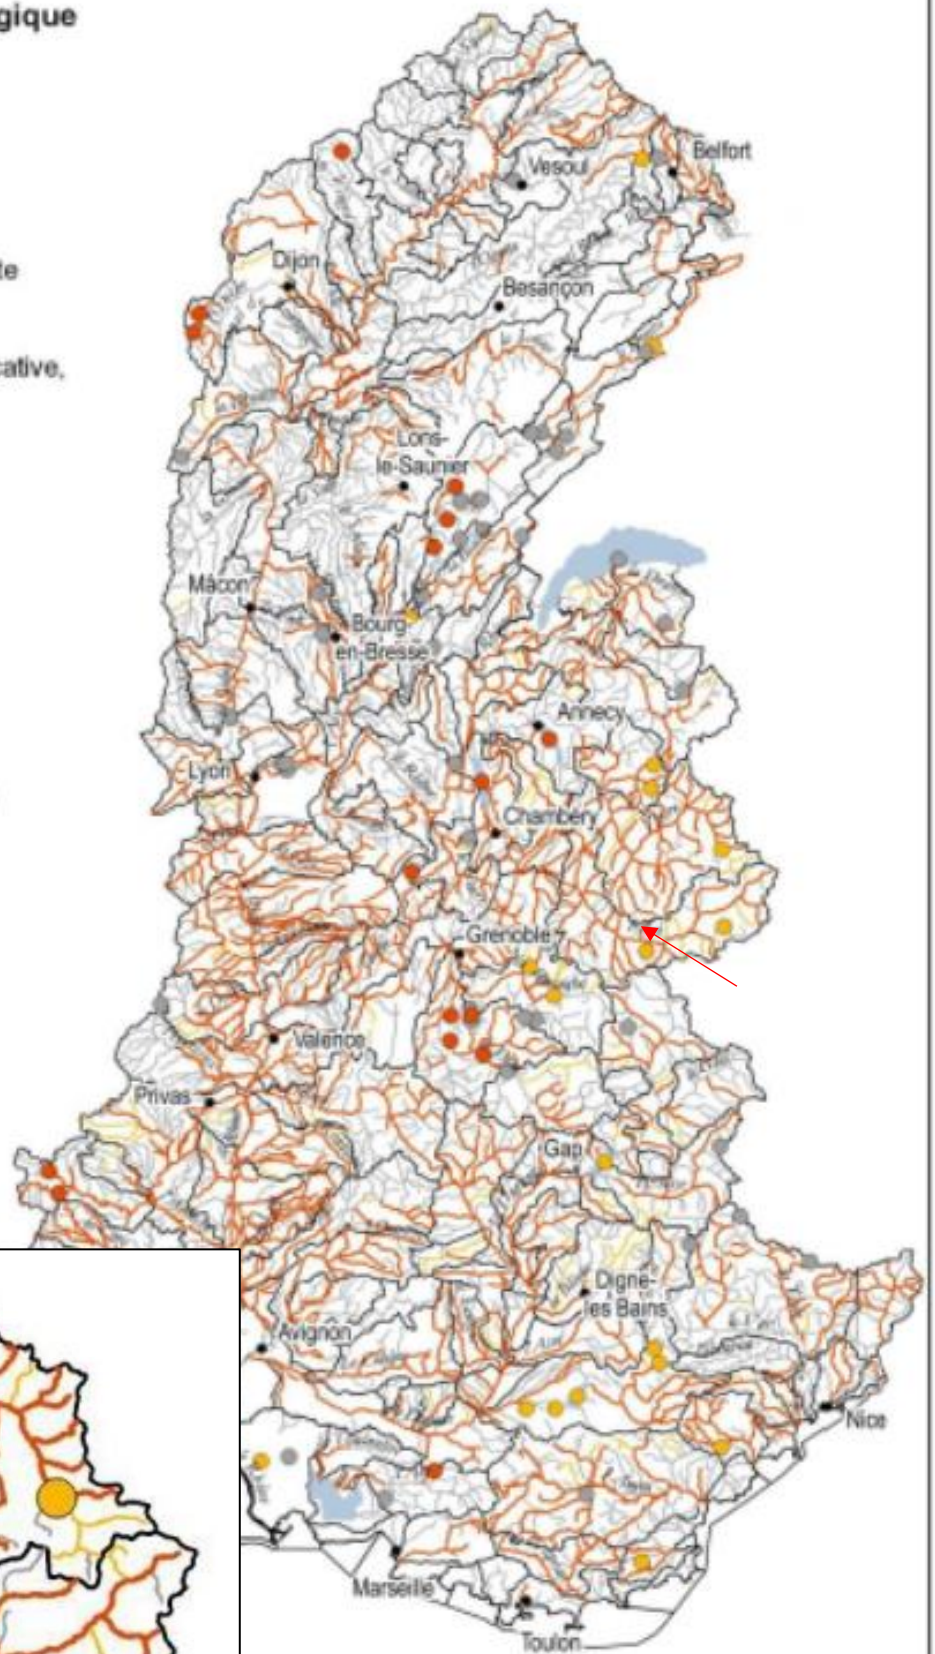 gique
te
cative,
Belfort
Vesoul
Dijon
Besançon
Lons-
le-Saunier
Mâcon
Bourg-
en-Bresse
Annecy
Lyon
Chambéry
Grenoble
Valence
Privas
Gap
Digne-
les Bains
Avignon
Nice
Marseille
Toulon